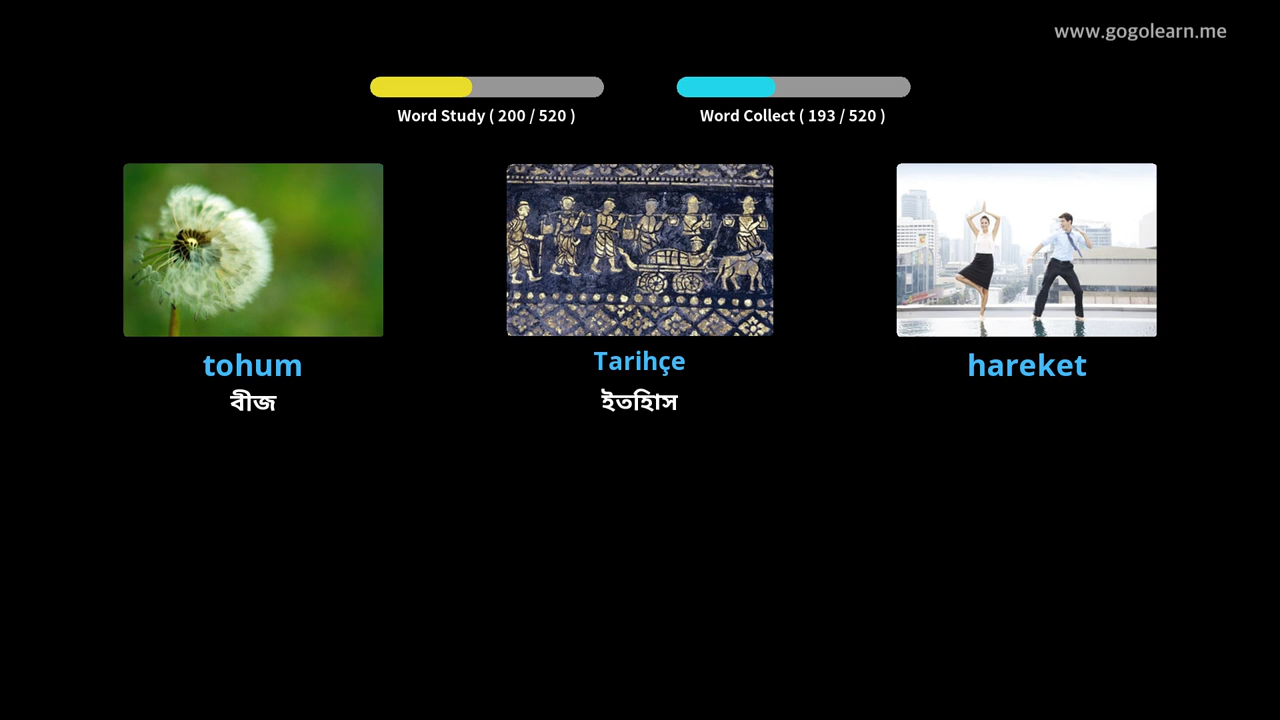 www.gogolearn.me
Word Study ( 200 / 520 )
Word Collect ( 193 / 520 )
tohum
Tarihçe
hareket
বীজ
ইতিহাস